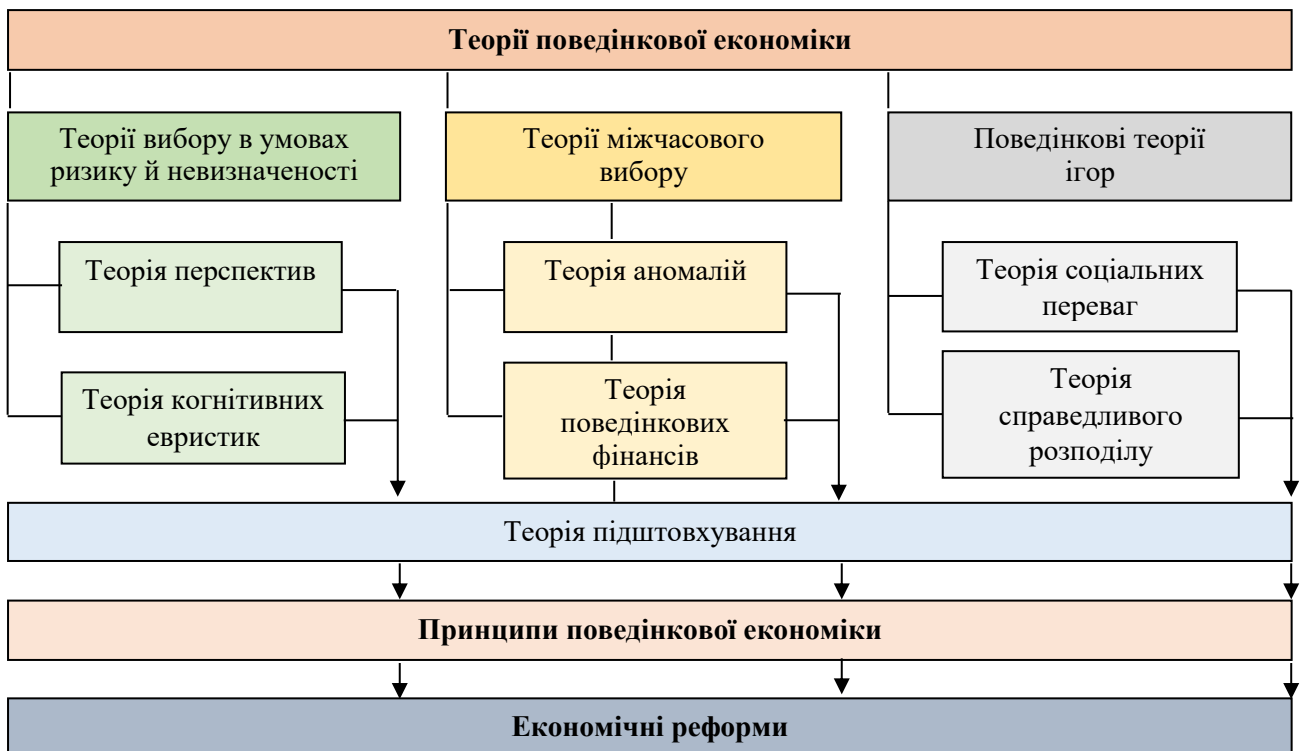 Теорії поведінкової економіки
Теорії вибору в умовах
ризику й невизначеності
Теорії міжчасового
вибору
Поведінкові теорії
ігор
Теорія перспектив
Теорія аномалій
Теорія соціальних
переваг
Теорія когнітивних
евристик
Теорія
поведінкових
фінансів
Теорія
справедливого
розподілу
Теорія підштовхування
Принципи поведінкової економіки
Економічні реформи